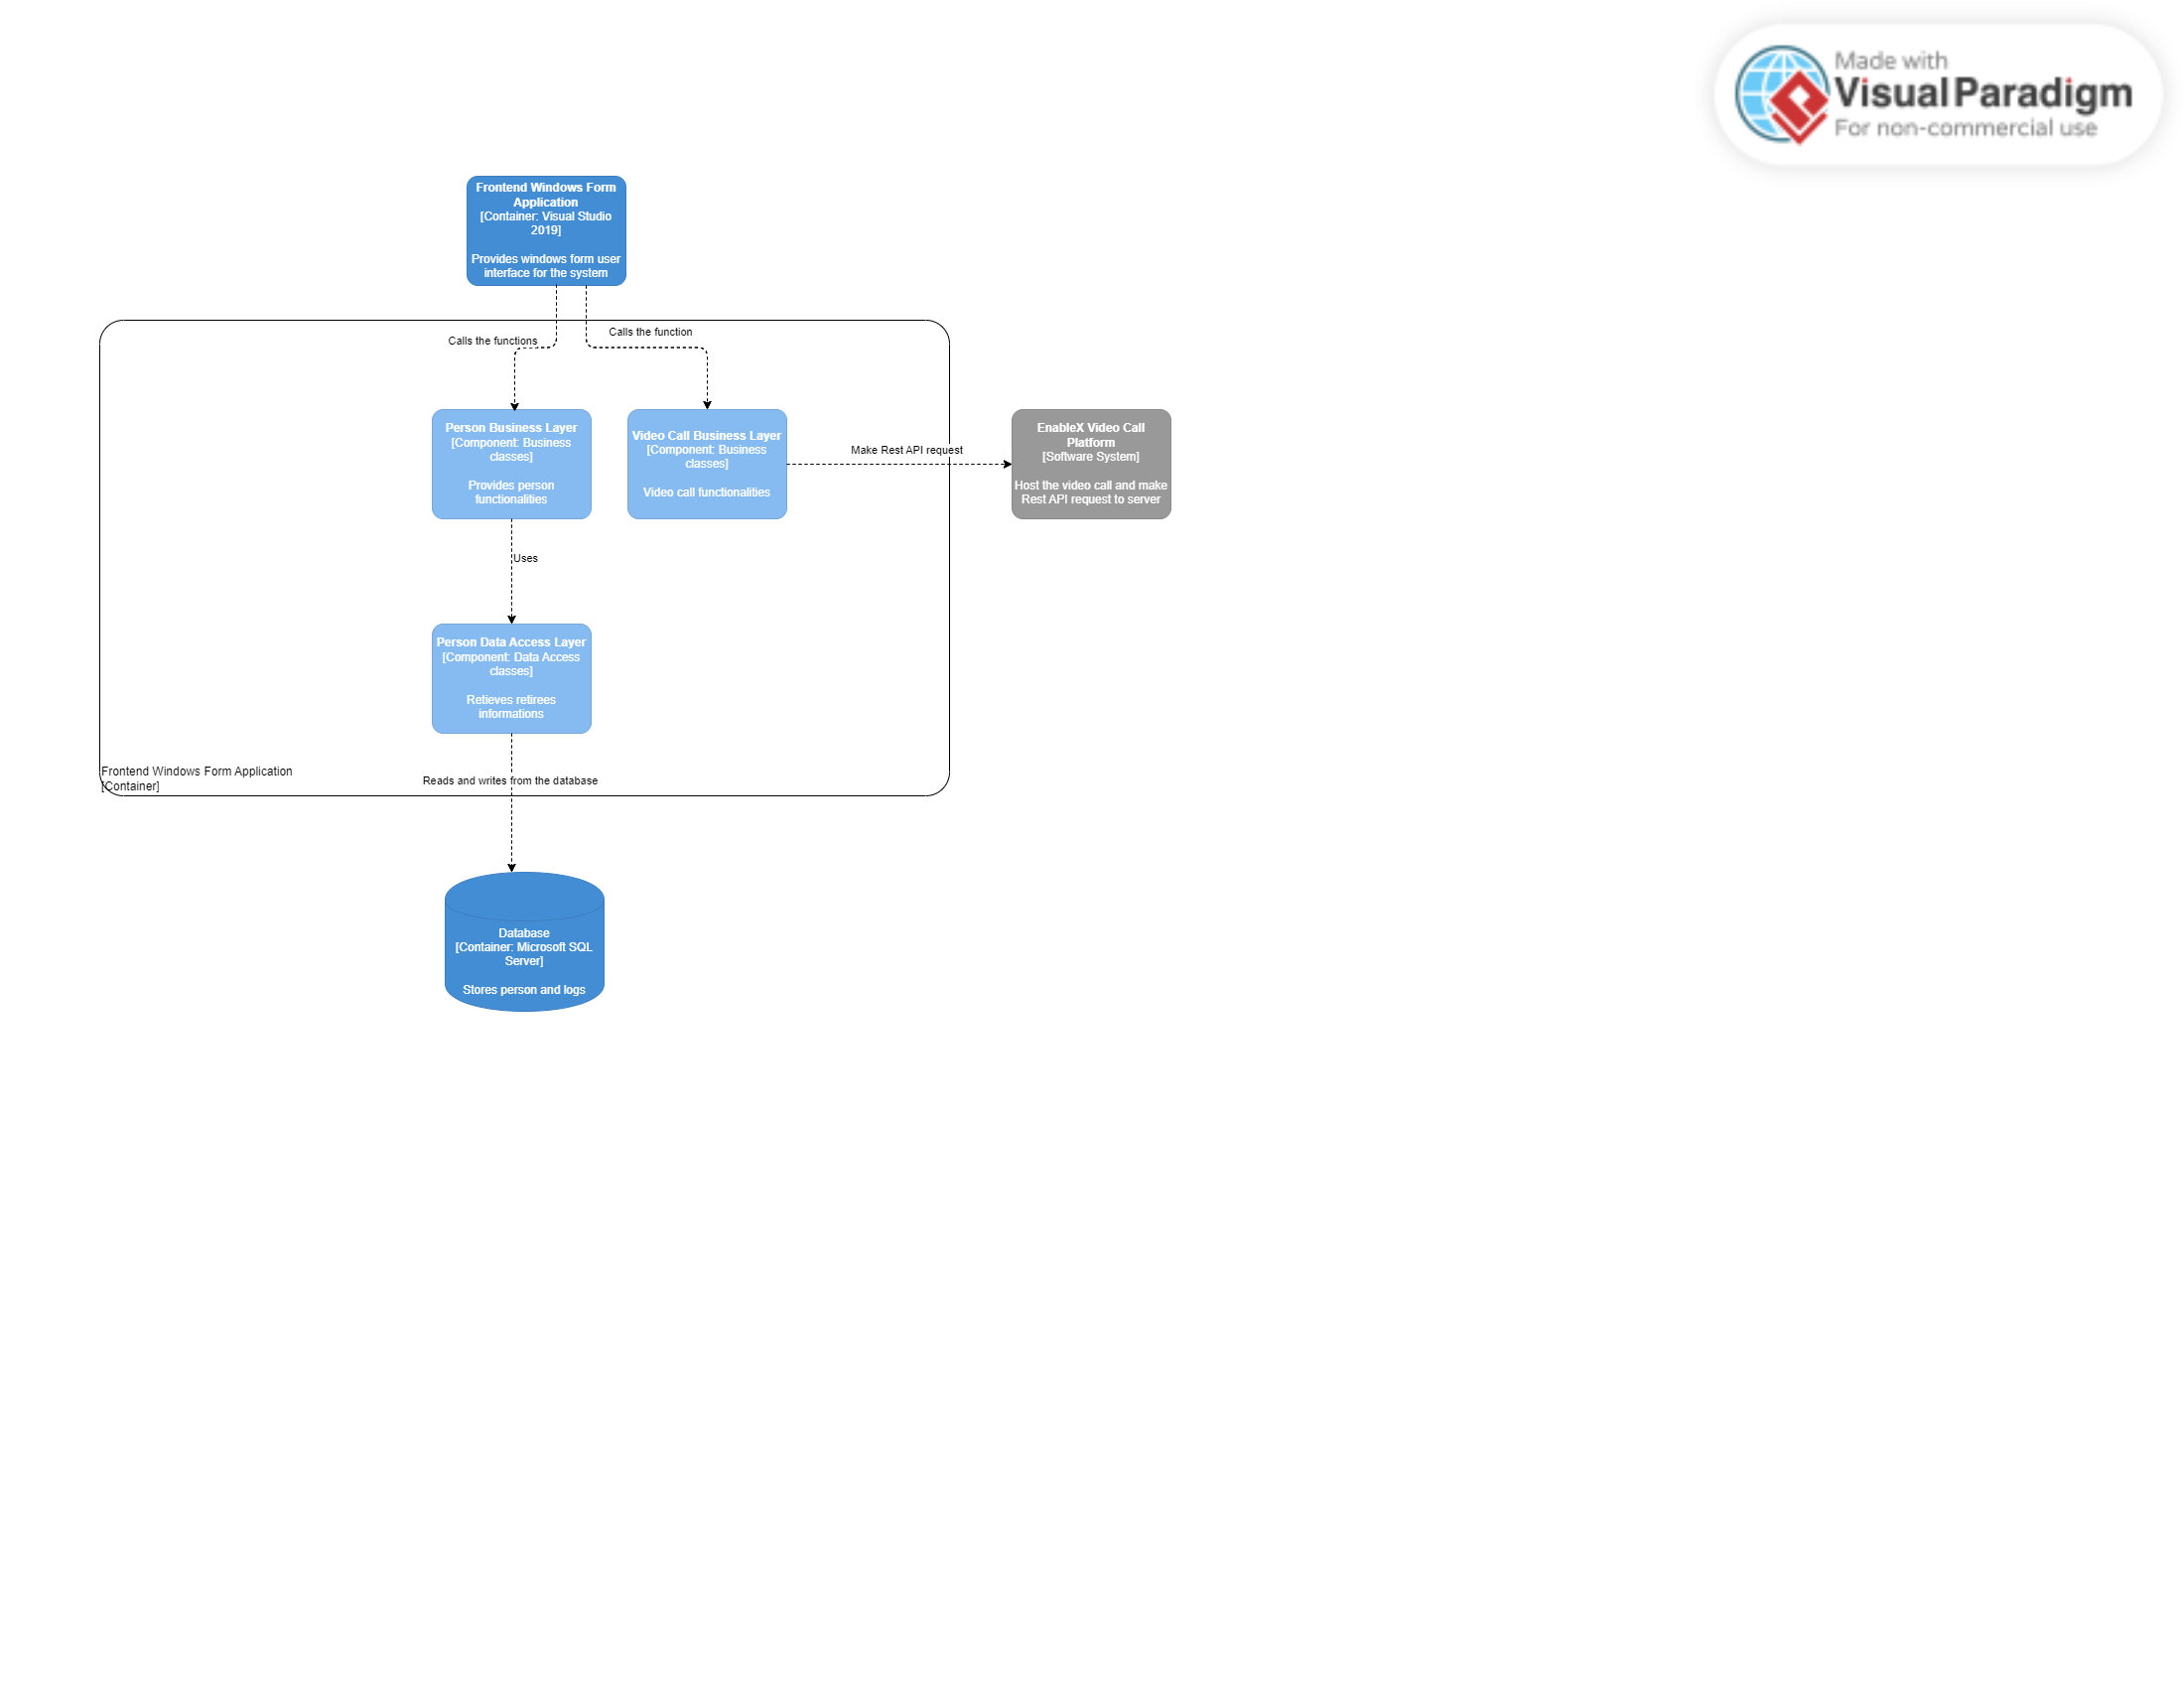 Made with
Visual Paradigm
For non-commercial use
Frontend Windows Form
Application
[Container: Visual Studio
2019]
Provides windows form user
interface for the system
Calls the functions
Calls the function
Person Business Layer
[Component: Business
classes]
Provides person
functionalities
Video Call Business Layer
[Component: Business
classes]
Video call functionalities
Make Rest API request
EnableX Video Call
Platform
[Software System]
Host the video call and make
Rest API request to server
Uses
Person Data Access Layer
[Component: Data Access
classes]
Retieves retirees
informations
Frontend Windows Form Application
[Container]
Reads and writes from the database
Database
[Container: Microsoft SQL
Server]
Stores person and logs